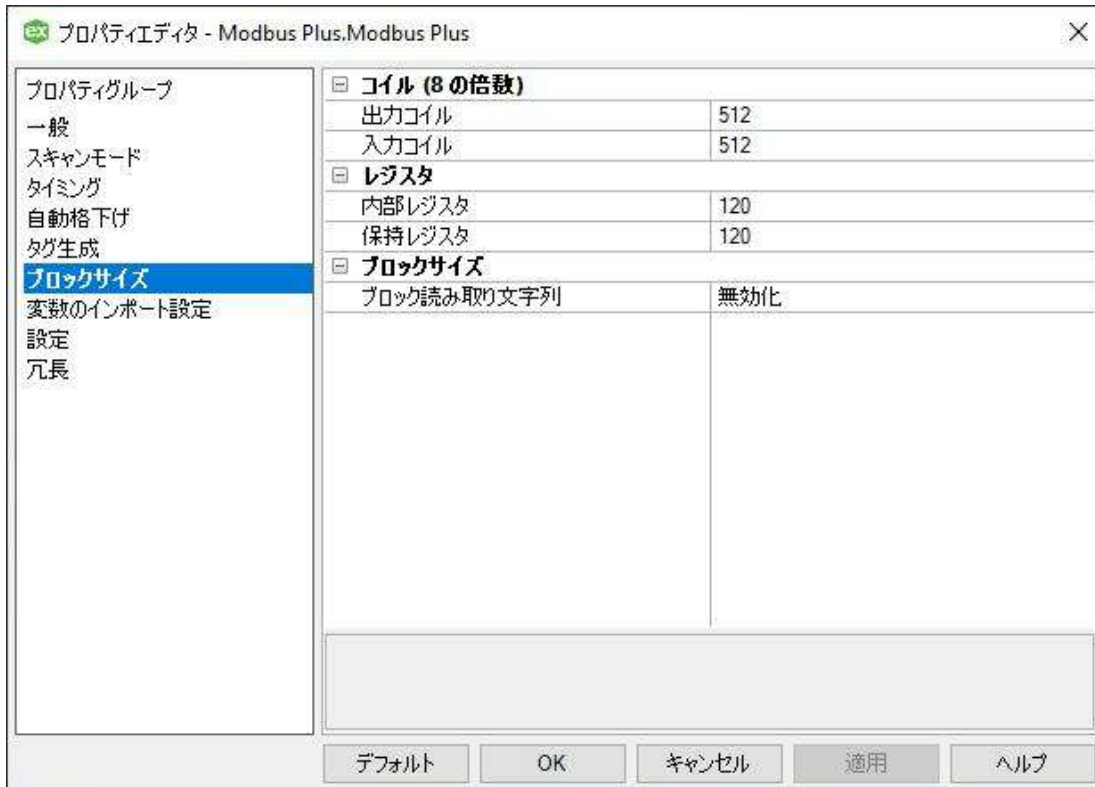 プロパティエディタ - Modbus Plus.Modbus Plus
プロパティグループ
一般
スキャンモード
タイミング
自動格下げ
タグ生成
ブロックサイズ
変数のインポート設定
設定
冗長
コイル (8 の倍数)
出力コイル 512
入力コイル 512
レジスタ
内部レジスタ 120
保持レジスタ 120
ブロックサイズ
ブロック読み取り文字列 無効化
デフォルト OK キャンセル 適用 ヘルプ